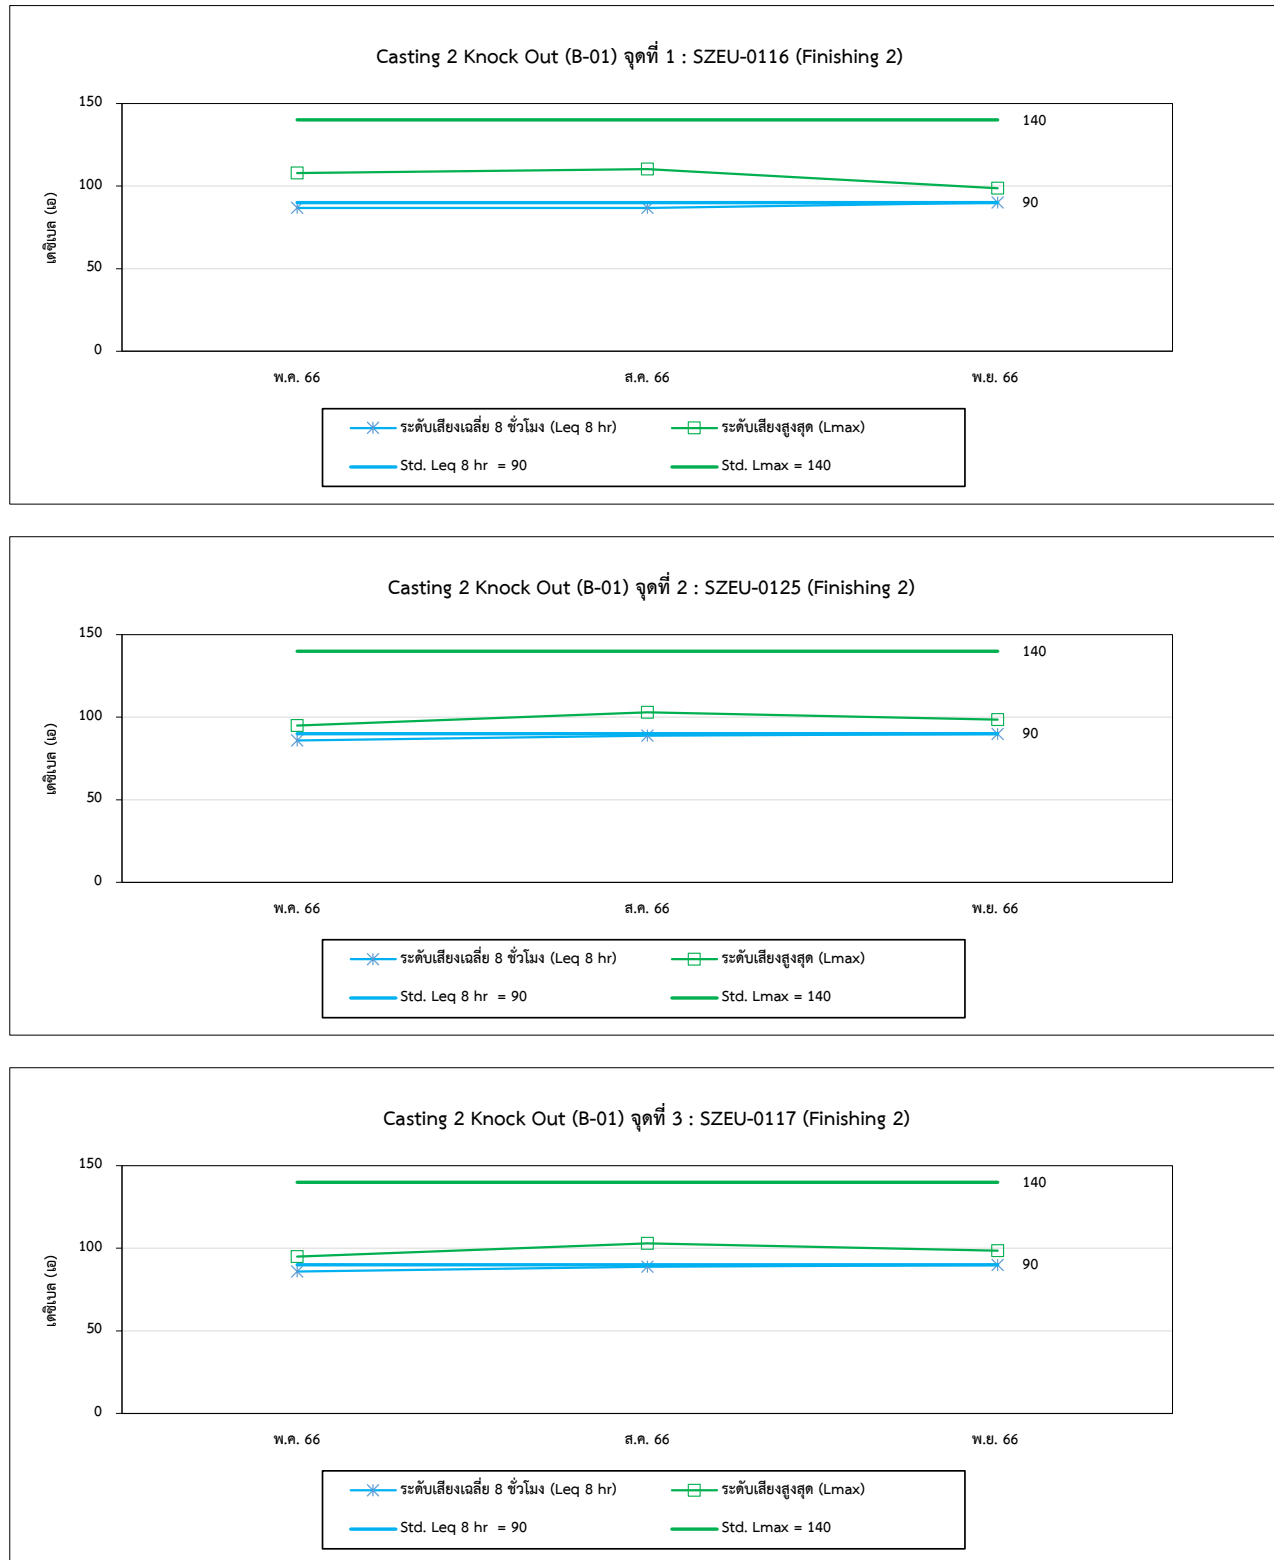 Casting 2 Knock Out (B-01) จุดที่ 1 : SZEU-0116 (Finishing 2)
150
140
100
90
50
0
เดซิเบล (เอ)
พ.ค. 66 ส.ค. 66 พ.ย. 66
ระดับเสียงเฉลี่ย 8 ชั่วโมง (Leq 8 hr) ระดับเสียงสูงสุด (Lmax)
Std. Leq 8 hr = 90 Std. Lmax = 140
Casting 2 Knock Out (B-01) จุดที่ 2 : SZEU-0125 (Finishing 2)
150
140
100
90
50
0
เดซิเบล (เอ)
พ.ค. 66 ส.ค. 66 พ.ย. 66
ระดับเสียงเฉลี่ย 8 ชั่วโมง (Leq 8 hr) ระดับเสียงสูงสุด (Lmax)
Std. Leq 8 hr = 90 Std. Lmax = 140
Casting 2 Knock Out (B-01) จุดที่ 3 : SZEU-0117 (Finishing 2)
150
140
100
90
50
0
เดซิเบล (เอ)
พ.ค. 66 ส.ค. 66 พ.ย. 66
ระดับเสียงเฉลี่ย 8 ชั่วโมง (Leq 8 hr) ระดับเสียงสูงสุด (Lmax)
Std. Leq 8 hr = 90 Std. Lmax = 140